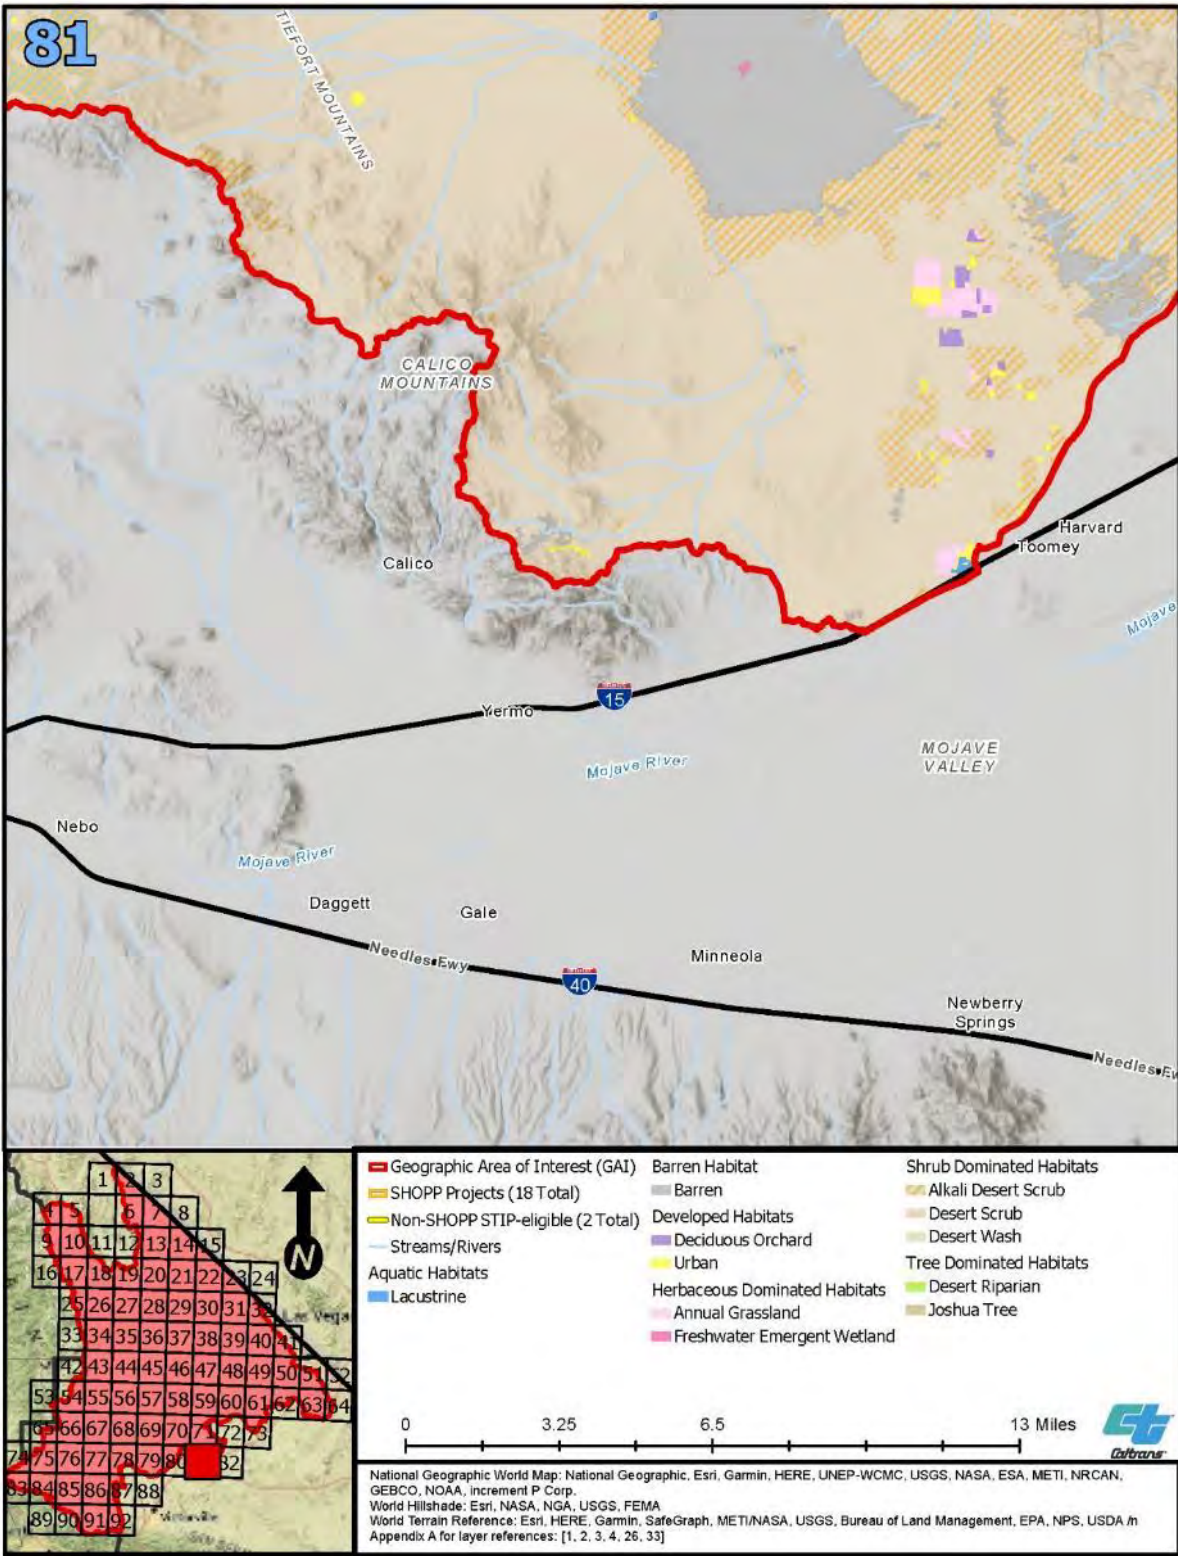 81
TIEFORT MOUNTAINS
CALICO
MOUNTAINS
Calico
Harvard
Toomey
Mojave
15
Yermo
Mojave River
MOJAVE
VALLEY
Nebo
Mojave River
Daggett
Gale
Needles Fwy
40
Minneola
Newberry
Springs
Needles Fw
1 2 3
4 5 6 7 8
9 10 11 12 13 14 15
16 17 18 19 20 21 22 23 24
25 26 27 28 29 30 31 32 Las Vegas
33 34 35 36 37 38 39 40 41
42 43 44 45 46 47 48 49 50 51 52
53 54 55 56 57 58 59 60 61 62 63 64
65 66 67 68 69 70 71 72 73
74 75 76 77 78 79 80 82
83 84 85 86 87 88
89 90 91 92
Victorville
N
Geographic Area of Interest (GAI)
SHOPP Projects (18 Total)
Non-SHOPP STIP-eligible (2 Total)
Streams/Rivers
Aquatic Habitats
Lacustrine
Barren Habitat
Barren
Developed Habitats
Deciduous Orchard
Urban
Herbaceous Dominated Habitats
Annual Grassland
Freshwater Emergent Wetland
Shrub Dominated Habitats
Alkali Desert Scrub
Desert Scrub
Desert Wash
Tree Dominated Habitats
Desert Riparian
Joshua Tree
0 3.25 6.5 13 Miles
Caltrans
National Geographic World Map: National Geographic, Esri, Garmin, HERE, UNEP-WCMC, USGS, NASA, ESA, METI, NRCAN,
GEBCO, NOAA, increment P Corp.
World Hillshade: Esri, NASA, NGA, USGS, FEMA
World Terrain Reference: Esri, HERE, Garmin, SafeGraph, METI/NASA, USGS, Bureau of Land Management, EPA, NPS, USDA /n
Appendix A for layer references: [1, 2, 3, 4, 26, 33]